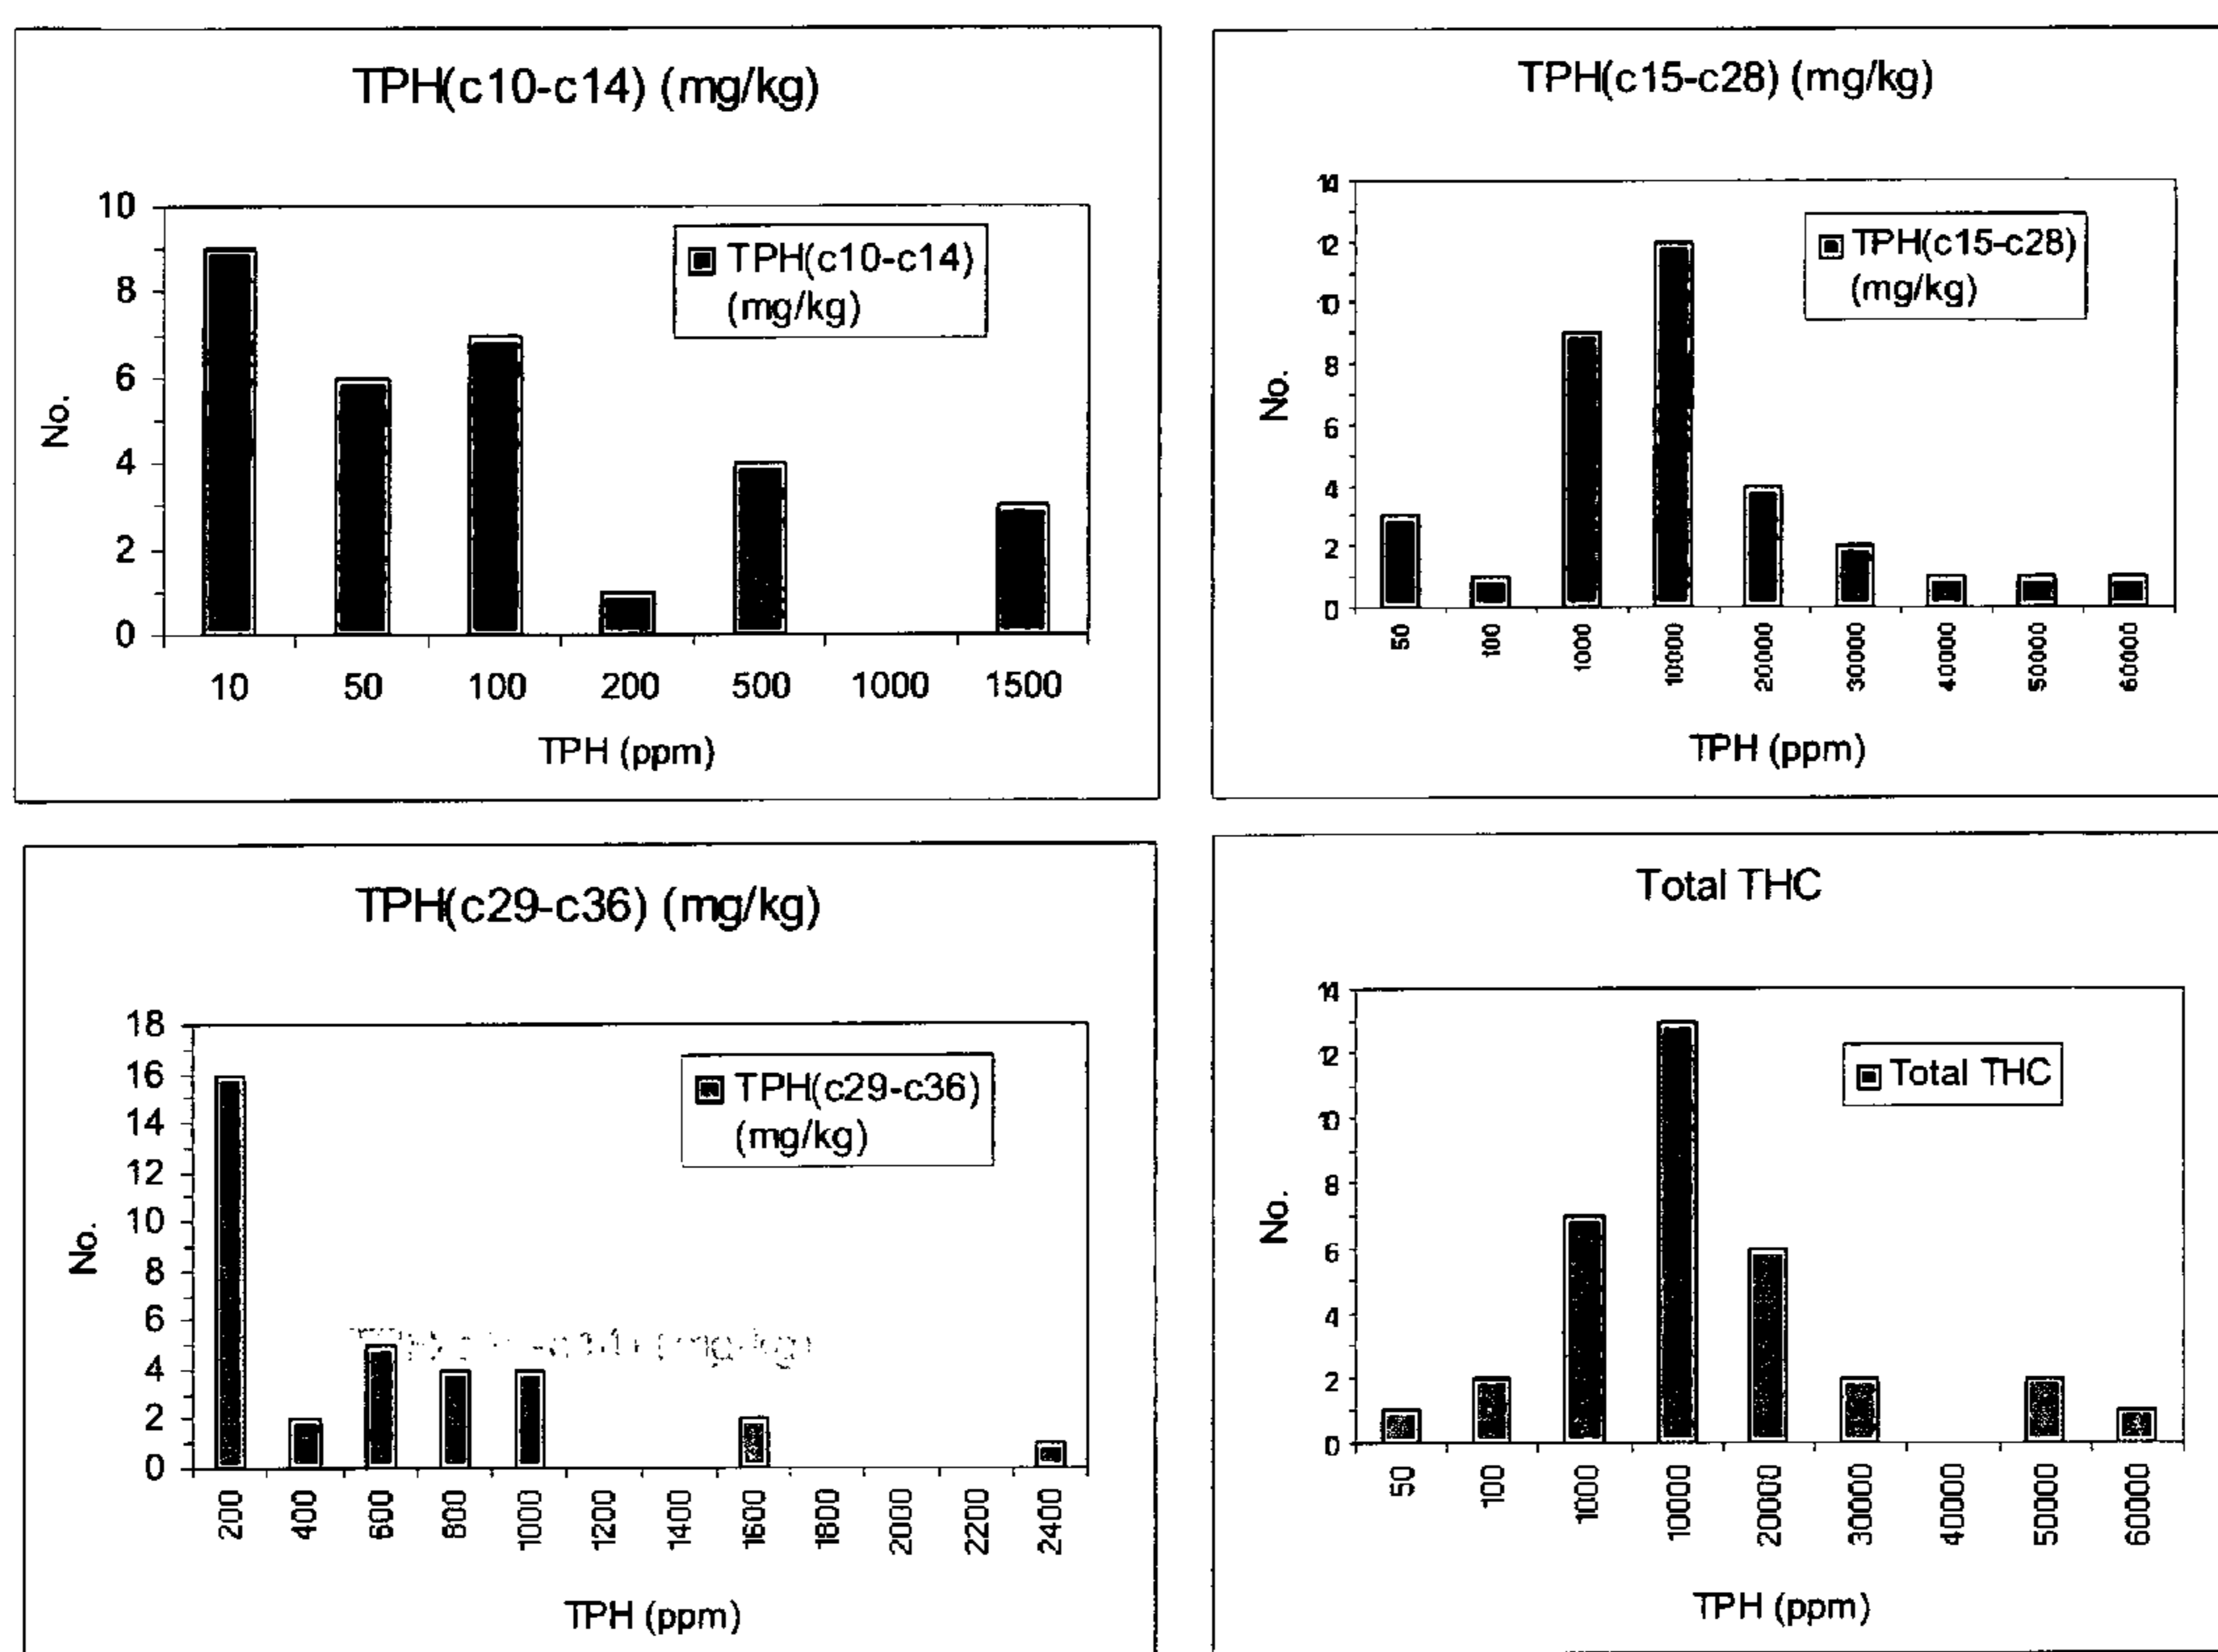 TPH(c10-c14) (mg/kg)
No.
10
8
6
4
2
0
TPH(c10-c14)
(mg/kg)
10 50 100 200 500 1000 1500
TPH (ppm)
TPH(c15-c28) (mg/kg)
No.
14
12
10
8
6
4
2
0
TPH(c15-c28)
(mg/kg)
50 100 1000 10000 20000 30000 40000 50000 60000
TPH (ppm)
TPH(c29-c36) (mg/kg)
No.
18
16
14
12
10
8
6
4
2
0
TPH(c29-c36)
(mg/kg)
(mg/kg)
200 400 600 800 1000 1200 1400 1600 1800 2000 2200 2400
TPH (ppm)
Total THC
No.
14
12
10
8
6
4
2
0
Total THC
50 100 1000 10000 20000 30000 40000 50000 60000
TPH (ppm)